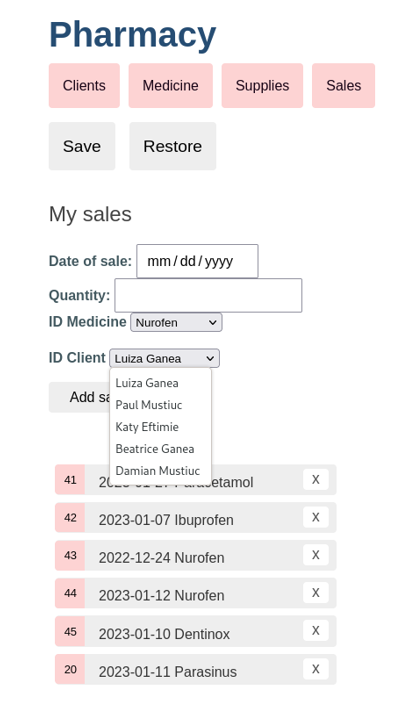 Pharmacy
Clients Medicine Supplies Sales
Save Restore
My sales
Date of sale: mm/dd/yyyy
Quantity:
ID Medicine Nurofen
ID Client Luiza Ganea
Luiza Ganea
Add sa
Paul Mustiuc
Katy Eftimie
Beatrice Ganea
Damian Mustiuc
41 Paracetamol X
42 2023-01-07 Ibuprofen X
43 2022-12-24 Nurofen X
44 2023-01-12 Nurofen X
45 2023-01-10 Dentinox X
20 2023-01-11 Parasinus X